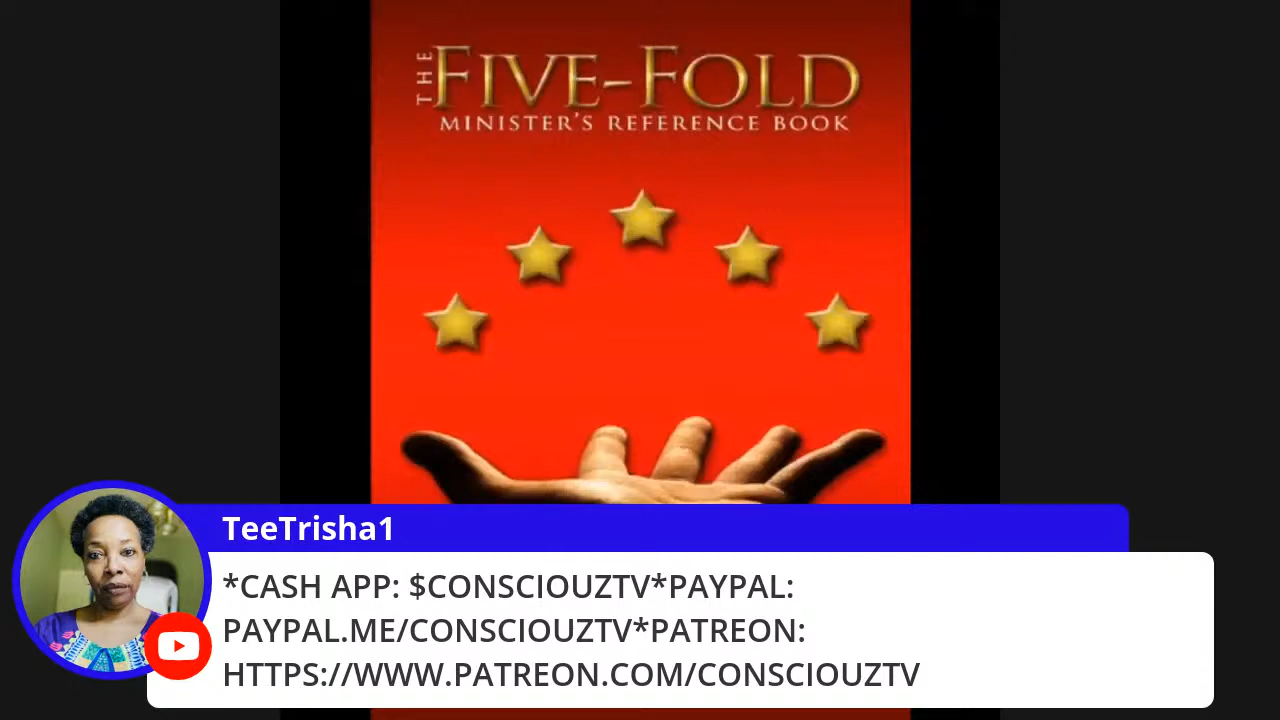 THE FIVE-FOLD
MINISTER'S REFERENCE BOOK
TeeTrisha1
*CASH APP: $CONSCIOUZTV*PAYPAL:
PAYPAL.ME/CONSCIOUZTV*PATREON:
HTTPS://WWW.PATREON.COM/CONSCIOUZTV